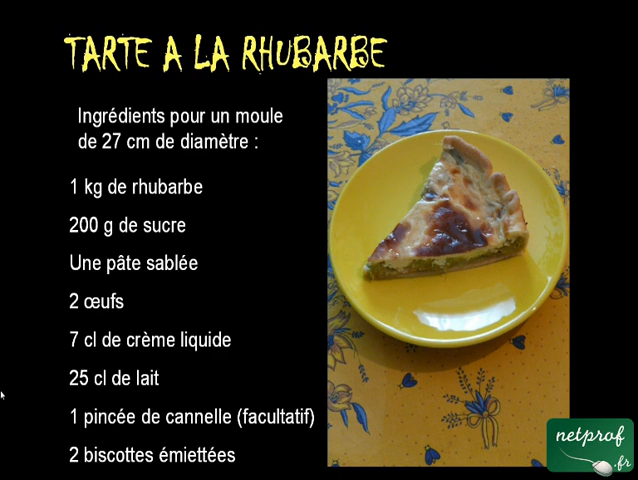 TARTE A LA RHUBARBE
Ingrédients pour un moule
de 27 cm de diamètre :
1 kg de rhubarbe
200 g de sucre
Une pâte sablée
2 œufs
7 cl de crème liquide
25 cl de lait
1 pincée de cannelle (facultatif)
2 biscottes émiettées
netprof
.fr